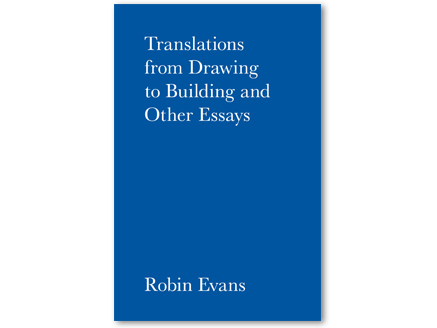 Translations
from Drawing
to Building and
Other Essays
Robin Evans